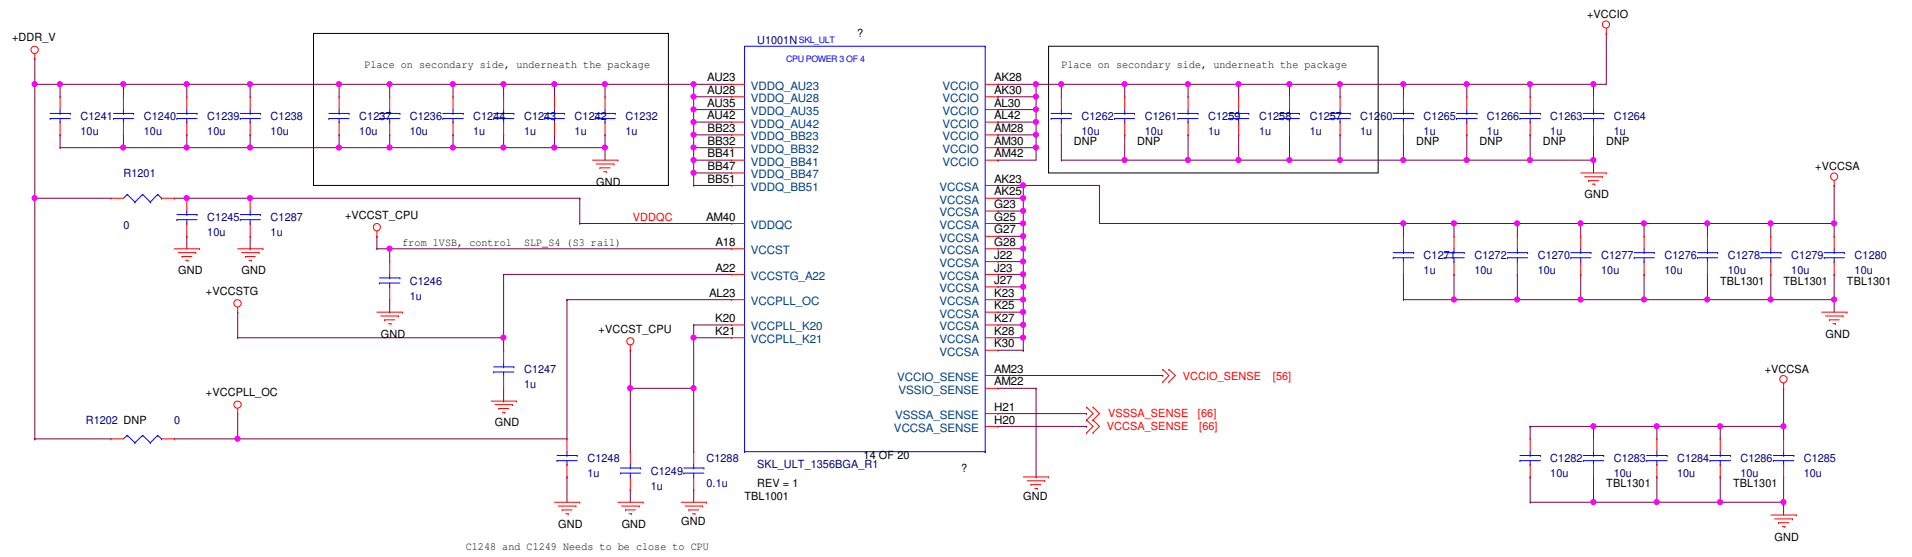 +DDR_V
Place on secondary side, underneath the package
C1241
10u
C1240
10u
C1239
10u
C1238
10u
C1237
10u
C1236
10u
C1244
1u
C1243
1u
C1242
1u
C1232
1u
GND
R1201
0
C1245
10u
C1287
1u
GND
GND
VDDQC
+VCCST_CPU
from 1VSB, control SLP_S4 (S3 rail)
C1246
1u
GND
+VCCSTG
C1247
1u
GND
+VCCPLL_OC
R1202 DNP 0
+VCCST_CPU
C1248
1u
GND
C1249
1u
GND
C1288
0.1u
GND
C1248 and C1249 Needs to be close to CPU
U1001N SKL_ULT
?
CPU POWER 3 OF 4
AU23 VDDQ_AU23
AU28 VDDQ_AU28
AU35 VDDQ_AU35
AU42 VDDQ_AU42
BB23 VDDQ_BB23
BB32 VDDQ_BB32
BB41 VDDQ_BB41
BB47 VDDQ_BB47
BB51 VDDQ_BB51
AM40 VDDQC
A18 VCCST
A22 VCCSTG_A22
AL23 VCCPLL_OC
K20 VCCPLL_K20
K21 VCCPLL_K21
VCCIO AK28
VCCIO AK30
VCCIO AL30
VCCIO AL42
VCCIO AM28
VCCIO AM30
VCCIO AM42
VCCSA AK23
VCCSA AK25
VCCSA G23
VCCSA G25
VCCSA G27
VCCSA G28
VCCSA J22
VCCSA J23
VCCSA J27
VCCSA K23
VCCSA K25
VCCSA K27
VCCSA K28
VCCSA K30
VCCIO_SENSE AM23
VSSIO_SENSE AM22
VSSSA_SENSE H21
VCCSA_SENSE H20
14 OF 20
SKL_ULT_1356BGA_R1
?
REV = 1
TBL1001
VCCIO_SENSE [56]
VSSSA_SENSE [66]
VCCSA_SENSE [66]
GND
Place on secondary side, underneath the package
+VCCIO
C1262
10u
DNP
C1261
10u
DNP
C1259
1u
C1258
1u
C1257
1u
C1260
1u
DNP
C1265
1u
C1266
1u
DNP
C1263
1u
DNP
C1264
1u
DNP
GND
+VCCSA
C1271
1u
C1272
10u
C1270
10u
C1277
10u
C1276
10u
C1278
10u
TBL1301
C1279
10u
TBL1301
C1280
10u
TBL1301
GND
+VCCSA
C1282
10u
C1283
10u
TBL1301
C1284
10u
C1286
10u
TBL1301
C1285
10u
GND